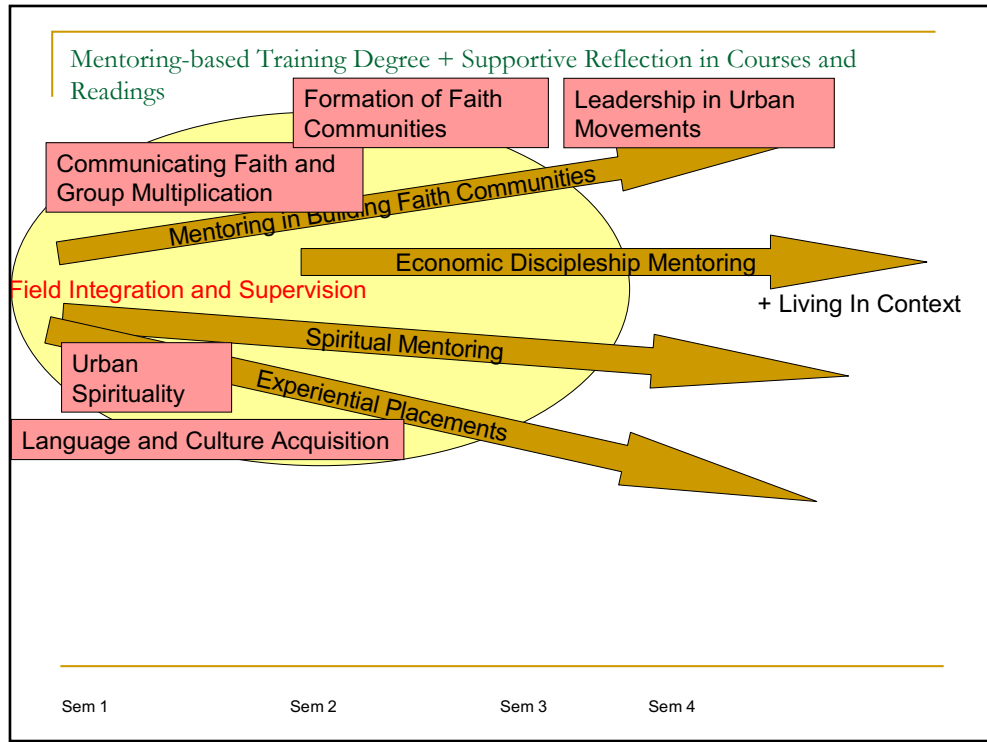 Mentoring-based Training Degree + Supportive Reflection in Courses and
Readings
Formation of Faith
Communities
Leadership in Urban
Movements
Communicating Faith and
Group Multiplication
Mentoring in Building Faith Communities
Economic Discipleship Mentoring
Field Integration and Supervision
+ Living In Context
Spiritual Mentoring
Urban
Spirituality
Experiential Placements
Language and Culture Acquisition
Sem 1
Sem 2
Sem 3
Sem 4